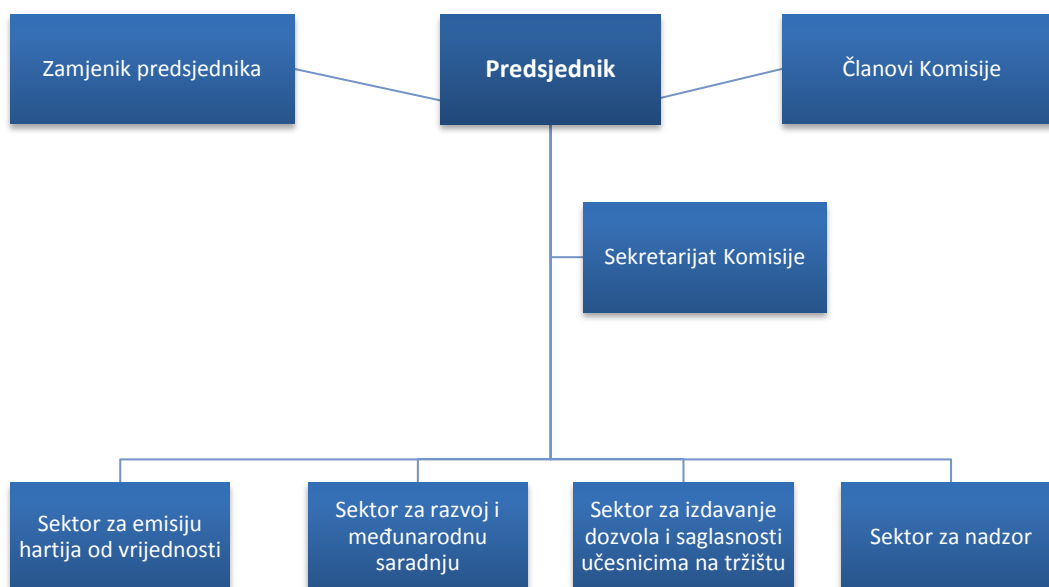 Zamjenik predsjednika
Predsjednik
Članovi Komisije
Sekretarijat Komisije
Sektor za emisiju
hartija od vrijednosti
Sektor za razvoj i
međunarodnu
saradnju
Sektor za izdavanje
dozvola i saglasnosti
učesnicima na tržištu
Sektor za nadzor